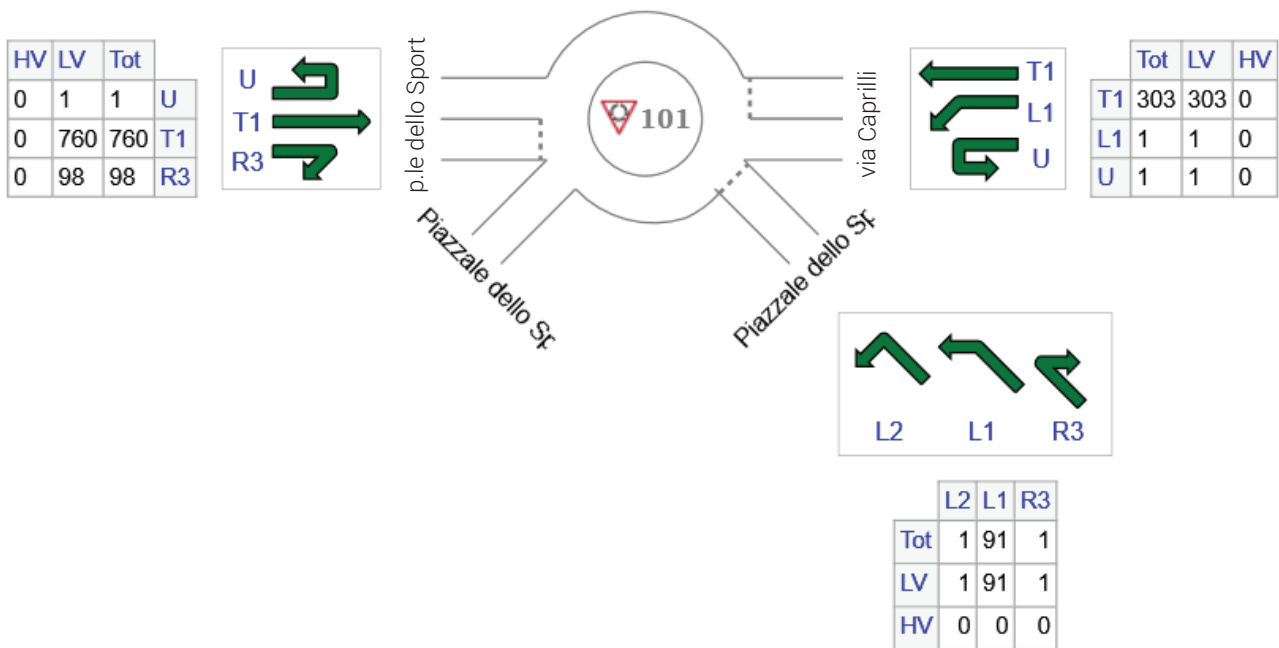 HV LV Tot
0 1 1 U
0 760 760 T1
0 98 98 R3
U
T1
R3
p.le dello Sport
101
via Caprilli
T1
L1
U
Tot LV HV
T1 303 303 0
L1 1 1 0
U 1 1 0
Piazzale dello Sp
Piazzale dello Sp
L2 L1 R3
L2 L1 R3
Tot 1 91 1
LV 1 91 1
HV 0 0 0